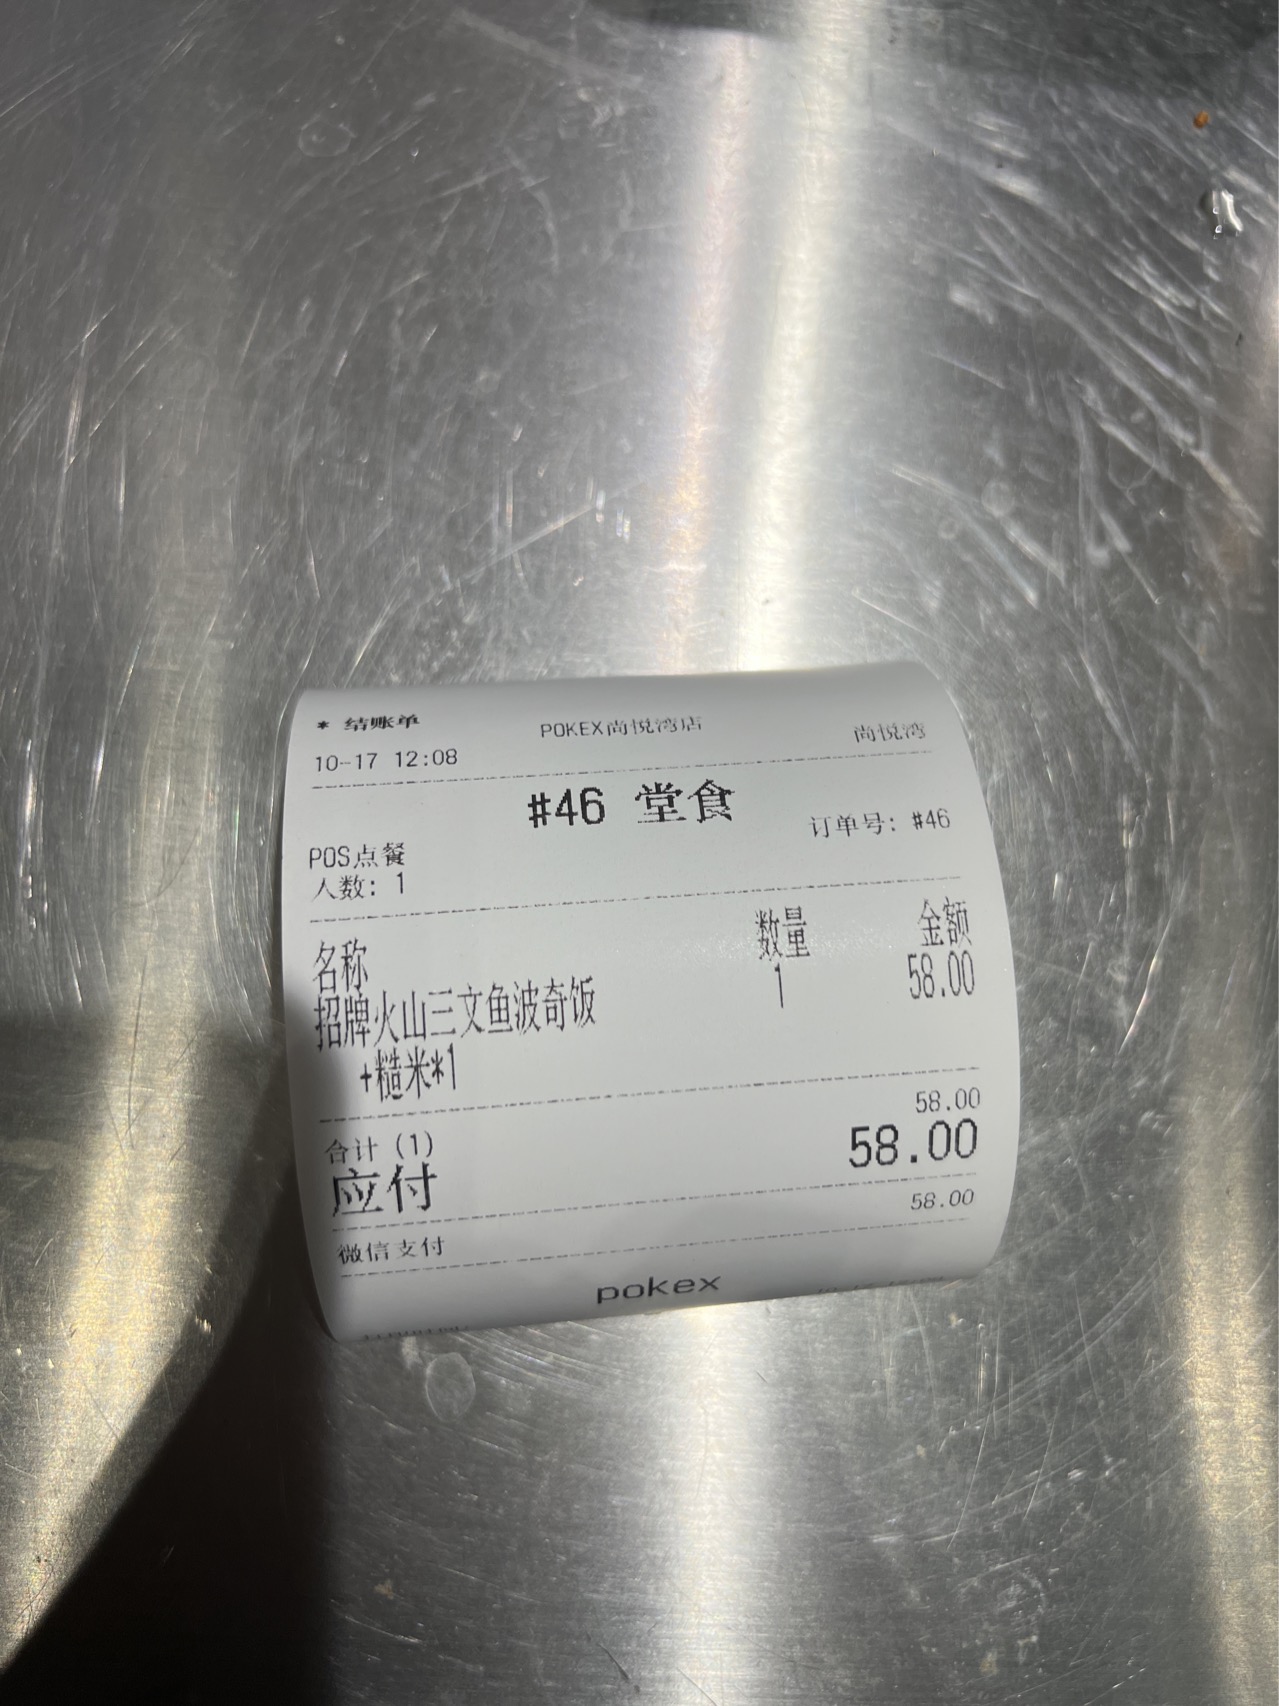 * 结账单 POKEX尚悦湾店 尚悦湾
10-17 12:08
#46 堂食
订单号: #46
POS点餐
人数: 1
名称 数量 金额
招牌火山三文鱼波奇饭 1 58.00
+糙米*1
合计 (1) 58.00
应付 58.00
微信支付 58.00
pokex